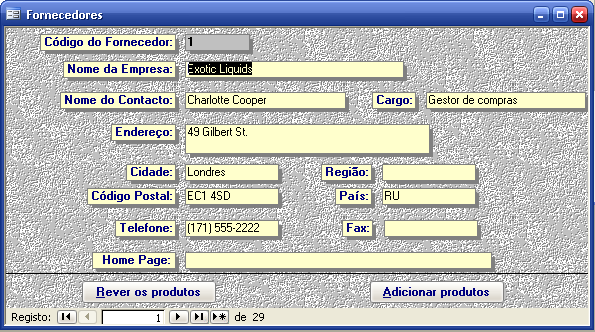 Fornecedores
Código do Fornecedor: 1
Nome da Empresa: Exotic Liquids
Nome do Contacto: Charlotte Cooper Cargo: Gestor de compras
Endereço: 49 Gilbert St.
Cidade: Londres Região:
Código Postal: EC1 4SD País: RU
Telefone: (171) 555-2222 Fax:
Home Page:
Rever os produtos Adicionar produtos
Registo: 1 de 29